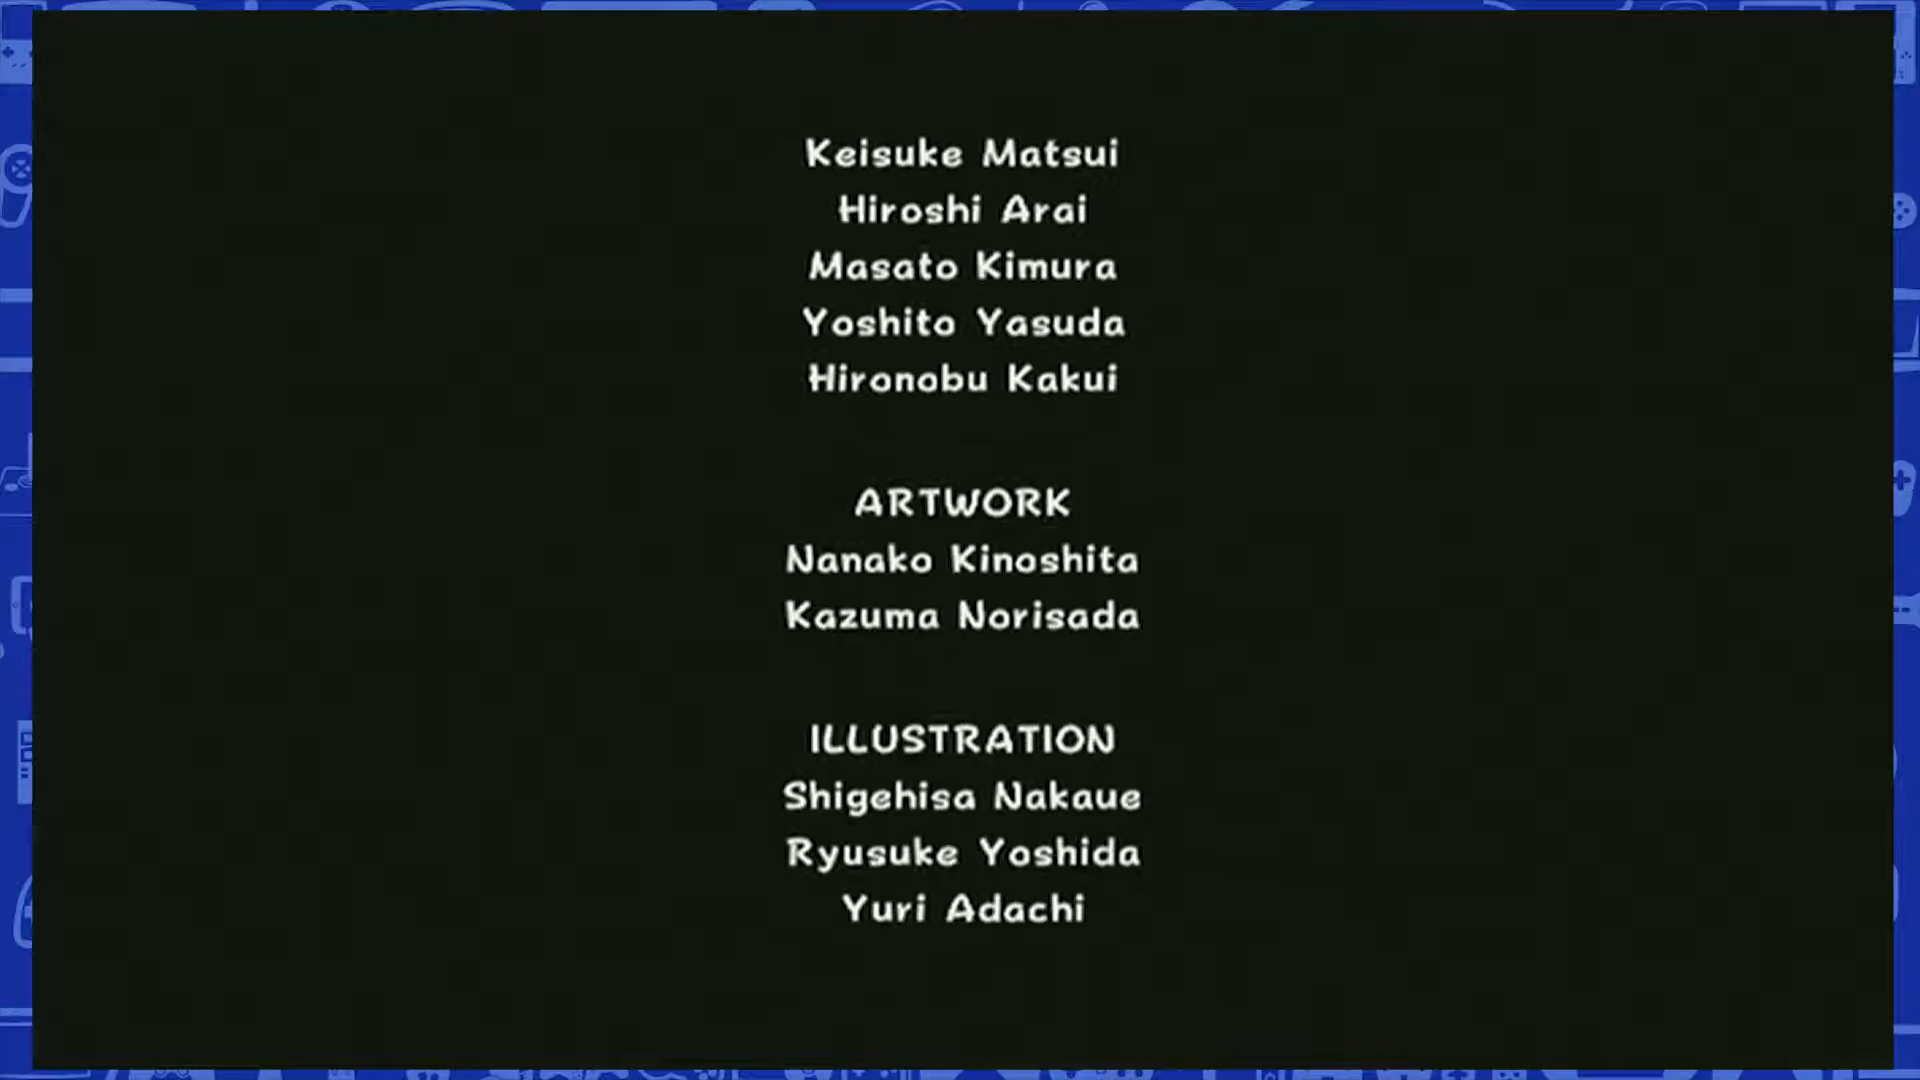 Keisuke Matsui
Hiroshi Arai
Masato Kimura
Yoshito Yasuda
Hironobu Kakui
ARTWORK
Nanako Kinoshita
Kazuma Norisada
ILLUSTRATION
Shigehisa Nakaue
Ryusuke Yoshida
Yuri Adachi